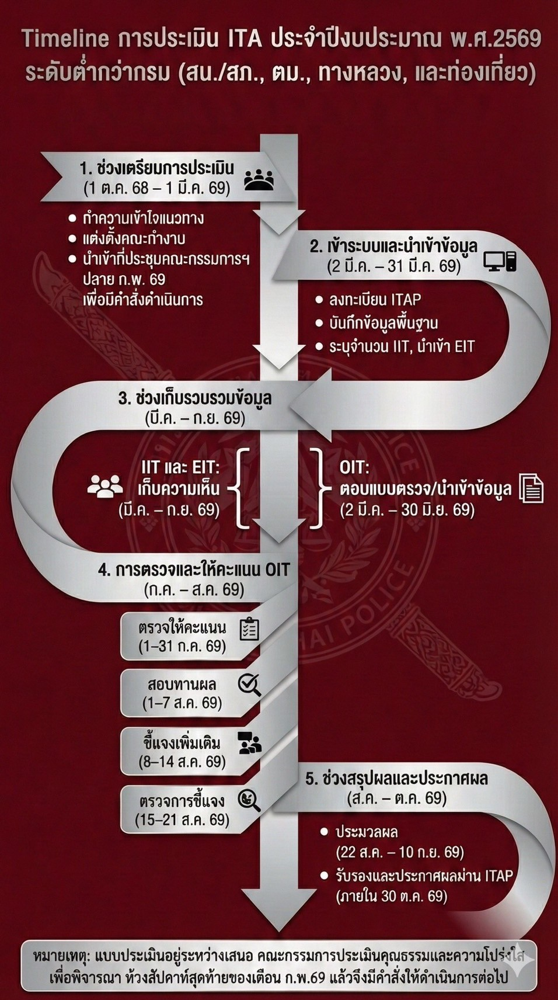 Timeline การประเมิน ITA ประจำปีงบประมาณ พ.ศ.2569
ระดับต่ำกว่ากรม (สน./สภ., ตม., ทางหลวง, และท่องเที่ยว)
1. ช่วงเตรียมการประเมิน
(1 ต.ค. 68 – 1 มี.ค. 69)
● ทำความเข้าใจแนวทาง
● แต่งตั้งคณะทำงาน
● นำเข้าที่ประชุมคณะกรรมการฯ
ปลาย ก.พ. 69
เพื่อมีคำสั่งดำเนินการ
2. เข้าระบบและนำเข้าข้อมูล
(2 มี.ค. – 31 มี.ค. 69)
● ลงทะเบียน ITAP
● บันทึกข้อมูลพื้นฐาน
● ระบุจำนวน IIT, นำเข้า EIT
3. ช่วงเก็บรวบรวมข้อมูล
(มี.ค. – ก.ย. 69)
IIT และ EIT:
เก็บความเห็น
(มี.ค. – ก.ย. 69)
OIT:
ตอบแบบตรวจ/นำเข้าข้อมูล
(2 มี.ค. – 30 มิ.ย. 69)
4. การตรวจและให้คะแนน OIT
(ก.ค. – ส.ค. 69)
ตรวจให้คะแนน
(1–31 ก.ค. 69)
สอบทานผล
(1–7 ส.ค. 69)
ชี้แจงเพิ่มเติม
(8–14 ส.ค. 69)
ตรวจการชี้แจง
(15–21 ส.ค. 69)
5. ช่วงสรุปผลและประกาศผล
(ส.ค. – ต.ค. 69)
● ประมวลผล
(22 ส.ค. – 10 ก.ย. 69)
● รับรองและประกาศผลผ่าน ITAP
(ภายใน 30 ต.ค. 69)
หมายเหตุ: แบบประเมินอยู่ระหว่างเสนอ คณะกรรมการประเมินคุณธรรมและความโปร่งใส
เพื่อพิจารณา ห้วงสัปดาห์สุดท้ายของเดือน ก.พ.69 แล้วจึงมีคำสั่งให้ดำเนินการต่อไป
POLICE
THAI POLICE